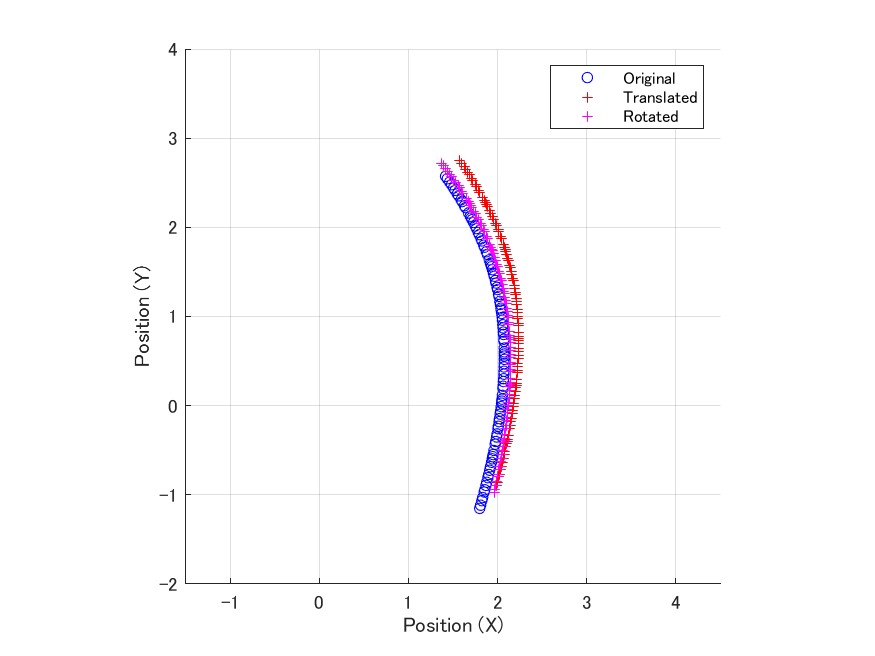 4
3
2
1
0
−1
−2
Original
Translated
Rotated
−1 0 1 2 3 4
Position (X)
Position (Y)